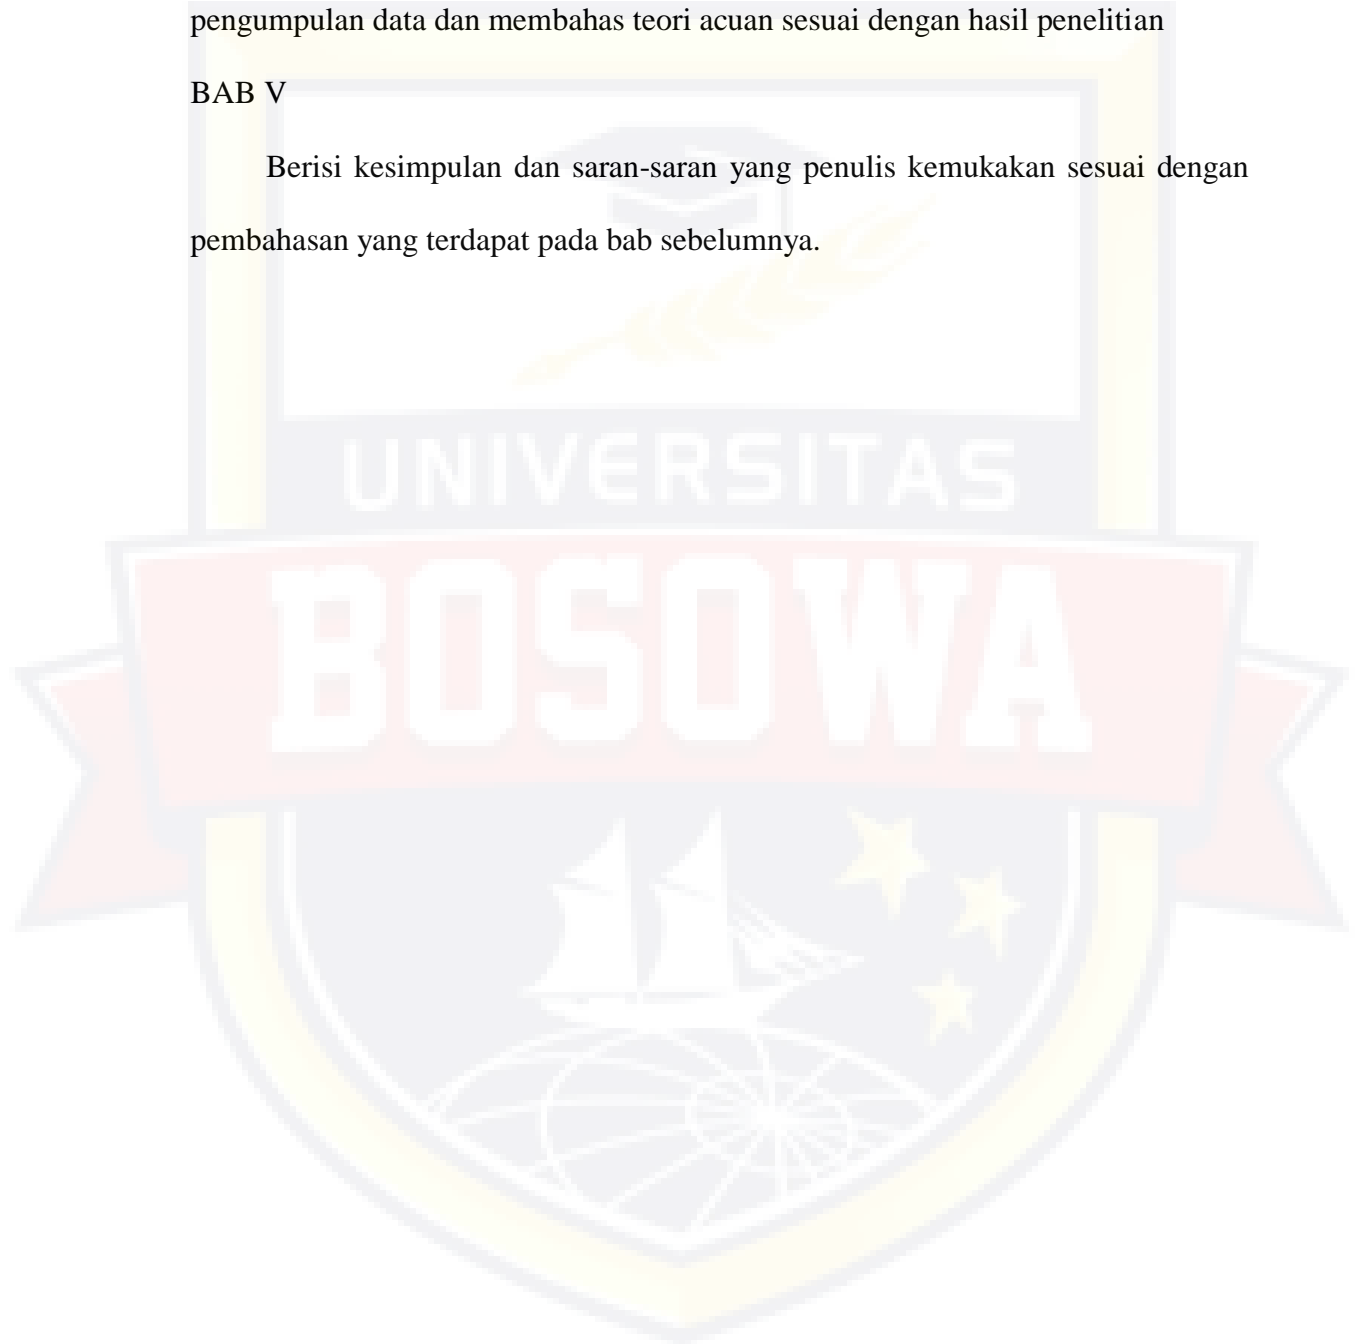 pengumpulan data dan membahas teori acuan sesuai dengan hasil penelitian
BAB V
Berisi kesimpulan dan saran-saran yang penulis kemukakan sesuai dengan
pembahasan yang terdapat pada bab sebelumnya.
UNIVERSITAS
BOSOWA